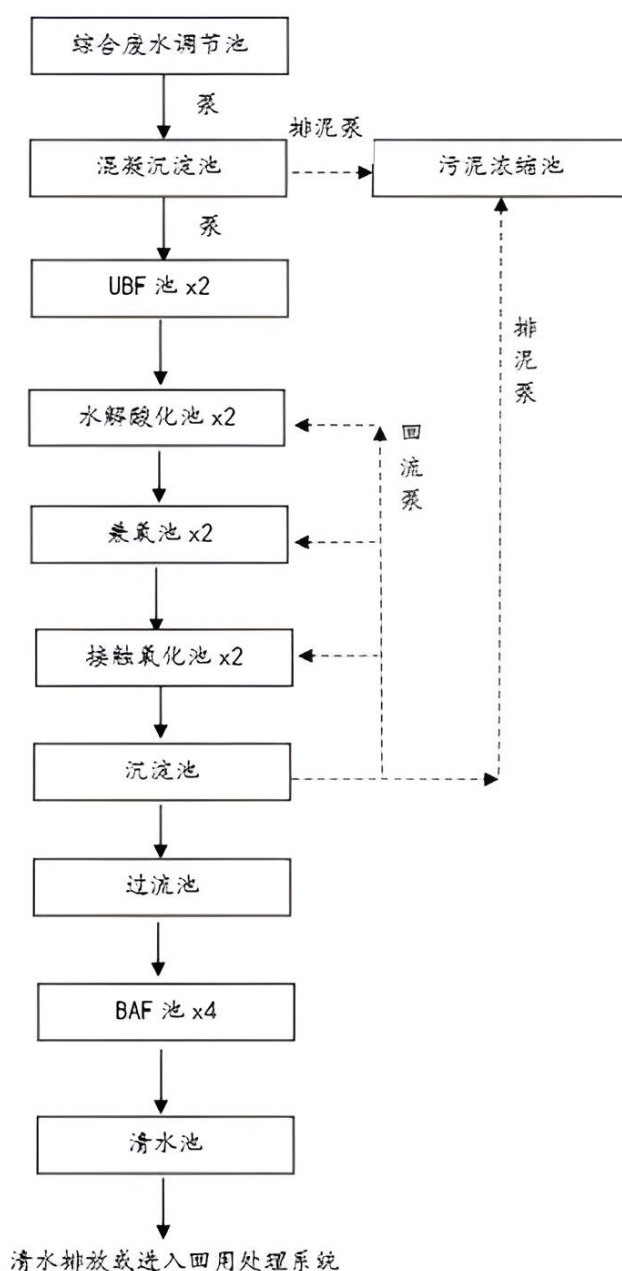 综合废水调节池
泵
排泥泵
混凝沉淀池
污泥浓缩池
泵
UBF 池 x2
排泥泵
水解酸化池 x2
回流泵
兼氧池 x2
接触氧化池 x2
沉淀池
过流池
BAF 池 x4
清水池
清水排放或进入回用处理系统